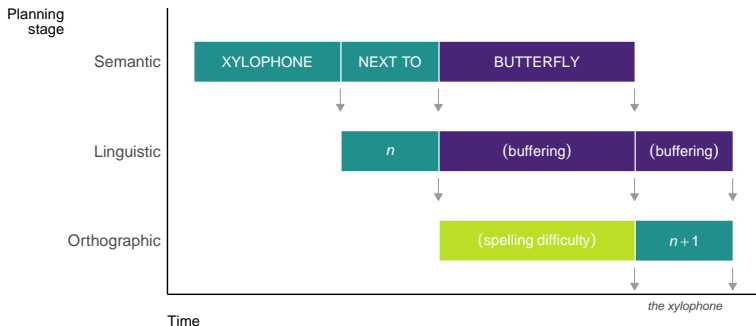 Planning
stage
Semantic
XYLOPHONE
NEXT TO
BUTTERFLY
Linguistic
n
(buffering)
(buffering)
Orthographic
(spelling difficulty)
n + 1
the xylophone
Time